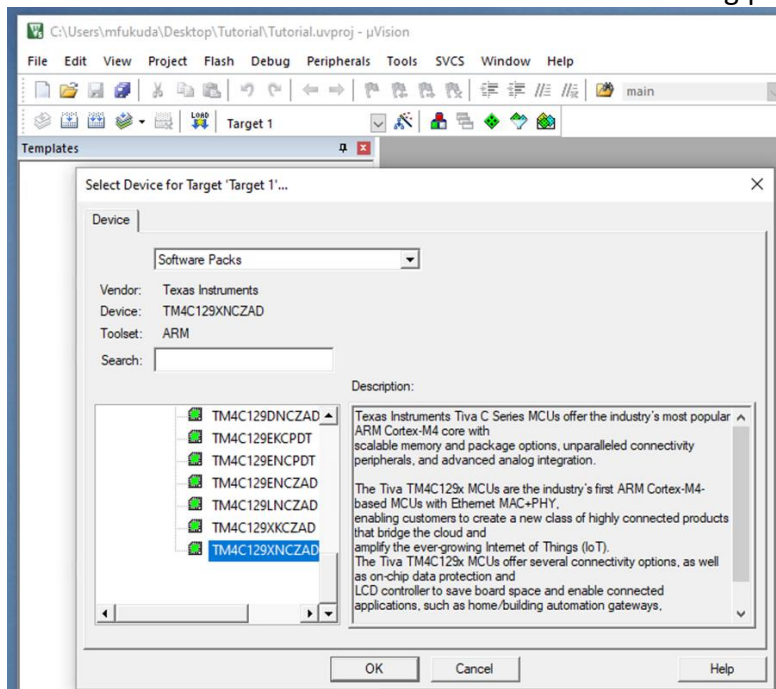 C:\Users\mfukuda\Desktop\Tutorial\Tutorial.uvproj - µVision
File Edit View Project Flash Debug Peripherals Tools SVCS Window Help
main
LOAD Target 1
Templates
Select Device for Target 'Target 1'...
Device
Software Packs
Vendor: Texas Instruments
Device: TM4C129XNCZAD
Toolset: ARM
Search:
Description:
TM4C129DNCZAD
TM4C129EKCPDT
TM4C129ENCPDT
TM4C129ENCZAD
TM4C129LNCZAD
TM4C129XKCZAD
TM4C129XNCZAD
Texas Instruments Tiva C Series MCUs offer the industry's most popular
ARM Cortex-M4 core with
scalable memory and package options, unparalleled connectivity
peripherals, and advanced analog integration.
The Tiva TM4C129x MCUs are the industry's first ARM Cortex-M4-
based MCUs with Ethernet MAC+PHY,
enabling customers to create a new class of highly connected products
that bridge the cloud and
amplify the ever-growing Internet of Things (IoT).
The Tiva TM4C129x MCUs offer several connectivity options, as well
as on-chip data protection and
LCD controller to save board space and enable connected
applications, such as home/building automation gateways,
OK Cancel Help